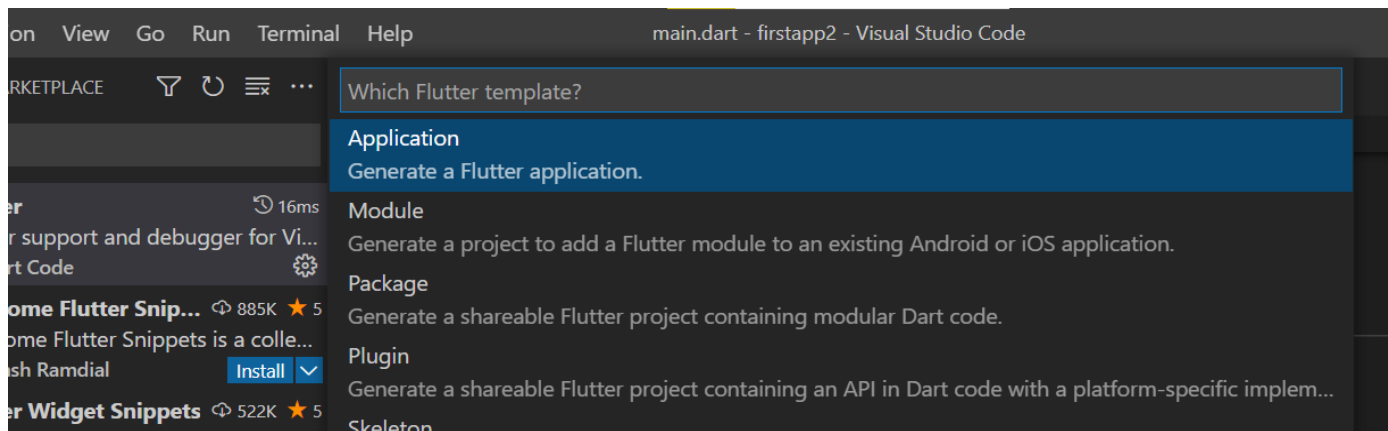 on View Go Run Terminal Help main.dart - firstapp2 - Visual Studio Code
RKETPLACE
Which Flutter template?
Application
Generate a Flutter application.
Module
Generate a project to add a Flutter module to an existing Android or iOS application.
Package
Generate a shareable Flutter project containing modular Dart code.
Plugin
Generate a shareable Flutter project containing an API in Dart code with a platform-specific implem...
Skeleton
er 16ms
r support and debugger for Vi...
rt Code
ome Flutter Snip... 885K ★ 5
ome Flutter Snippets is a colle...
ash Ramdial Install
er Widget Snippets 522K ★ 5